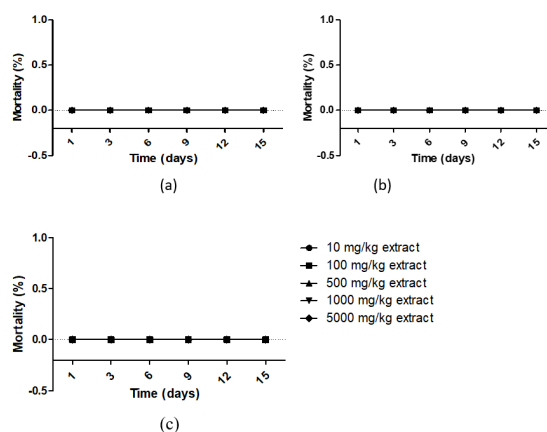 1.0
0.5
0.0
-0.5
Mortality (%)
1 3 6 9 12 15
Time (days)
(a)
1.0
0.5
0.0
-0.5
Mortality (%)
1 3 6 9 12 15
Time (days)
(b)
1.0
0.5
0.0
-0.5
Mortality (%)
1 3 6 9 12 15
Time (days)
(c)
10 mg/kg extract
100 mg/kg extract
500 mg/kg extract
1000 mg/kg extract
5000 mg/kg extract